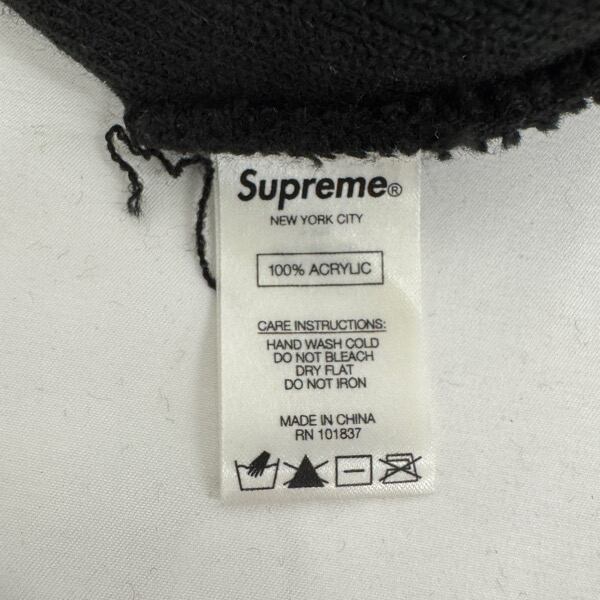 Supreme®
NEW YORK CITY
100% ACRYLIC
CARE INSTRUCTIONS:
HAND WASH COLD
DO NOT BLEACH
DRY FLAT
DO NOT IRON
MADE IN CHINA
RN 101837